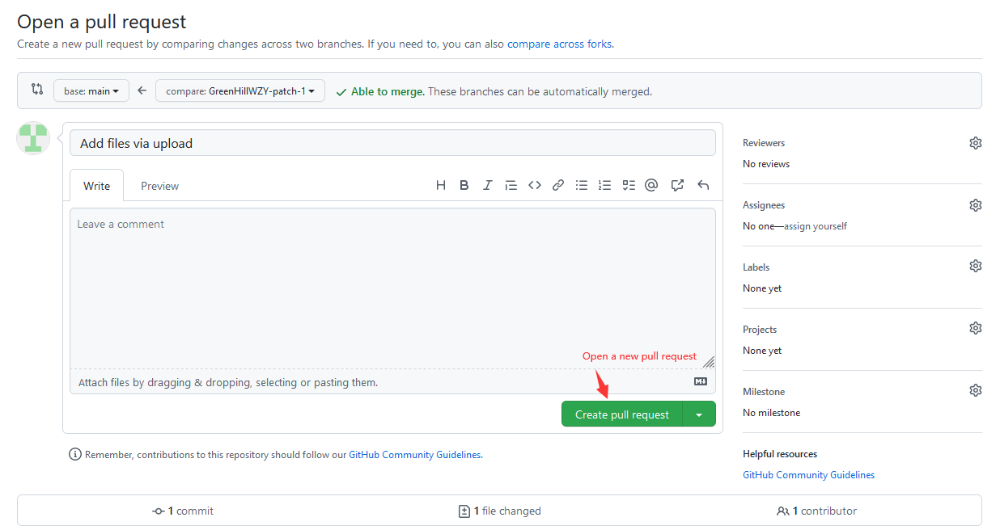 Open a pull request
Create a new pull request by comparing changes across two branches. If you need to, you can also compare across forks.
base: main
compare: GreenHillWZY-patch-1
Able to merge. These branches can be automatically merged.
Add files via upload
Write
Preview
Leave a comment
Open a new pull request
Attach files by dragging & dropping, selecting or pasting them.
Create pull request
Remember, contributions to this repository should follow our GitHub Community Guidelines.
Reviewers
No reviews
Assignees
No one—assign yourself
Labels
None yet
Projects
None yet
Milestone
No milestone
Helpful resources
GitHub Community Guidelines
1 commit
1 file changed
1 contributor